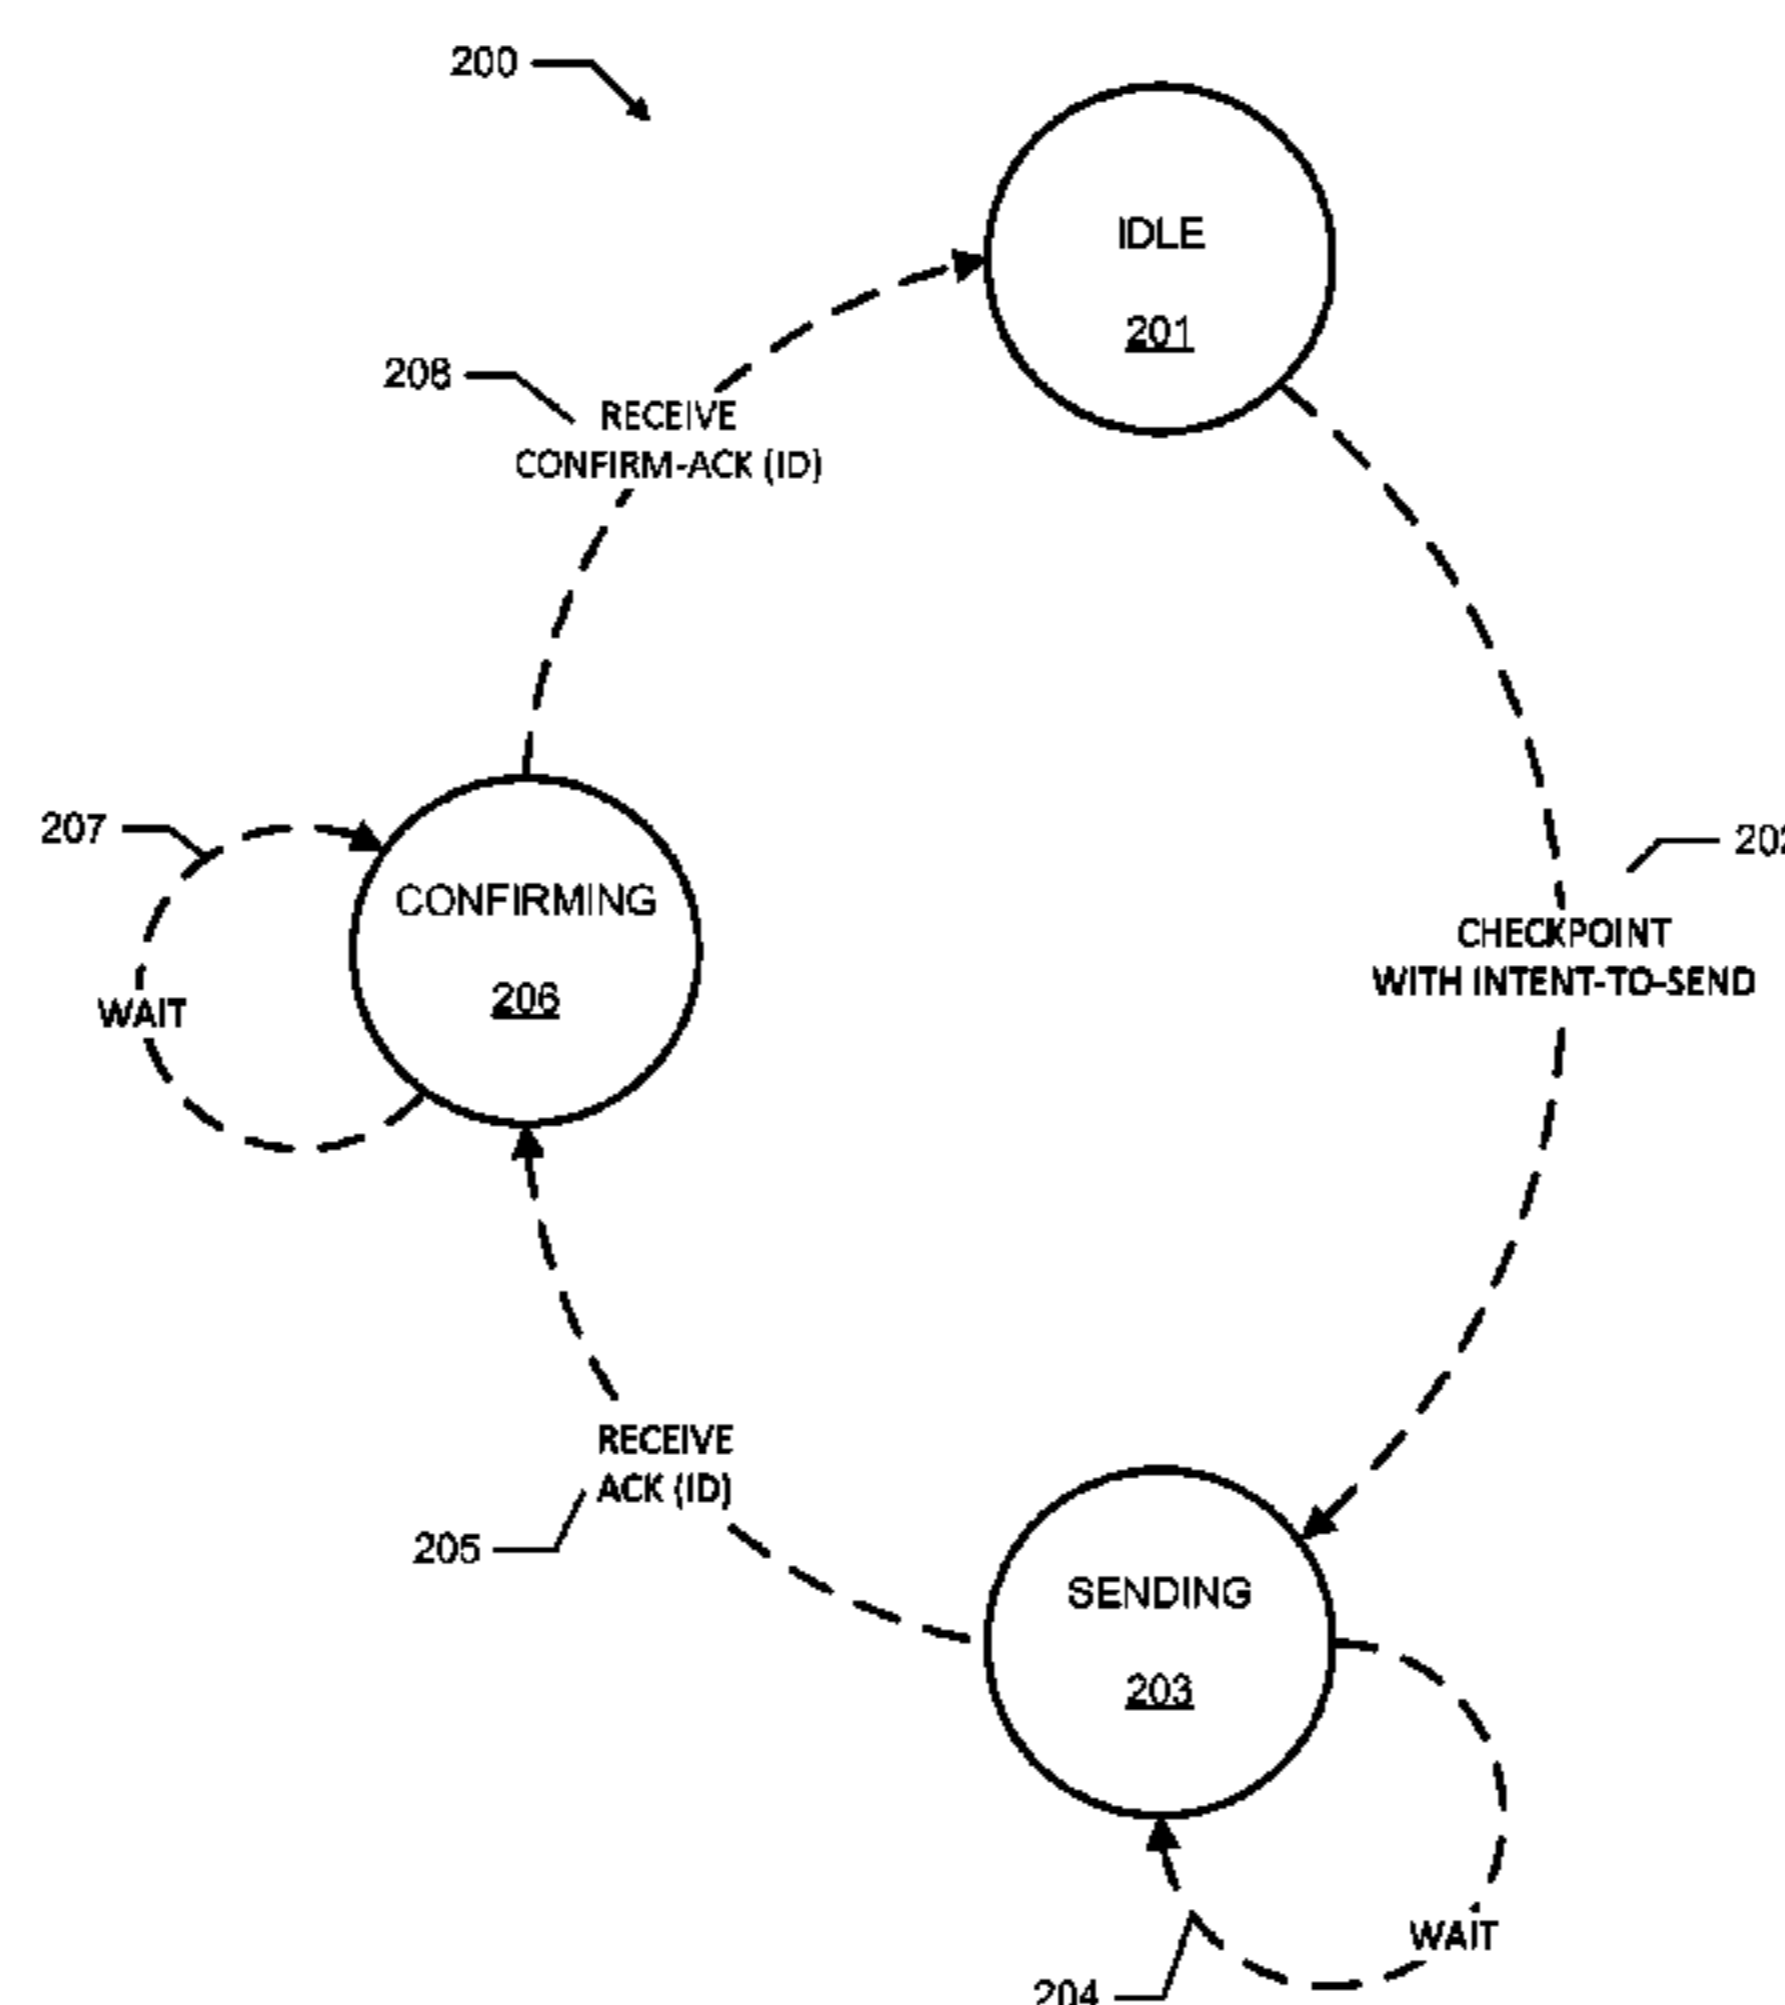 200
IDLE
201
208
RECEIVE
CONFIRM-ACK (ID)
207
CONFIRMING
206
WAIT
202
CHECKPOINT
WITH INTENT-TO-SEND
RECEIVE
ACK (ID)
205
SENDING
203
WAIT
204